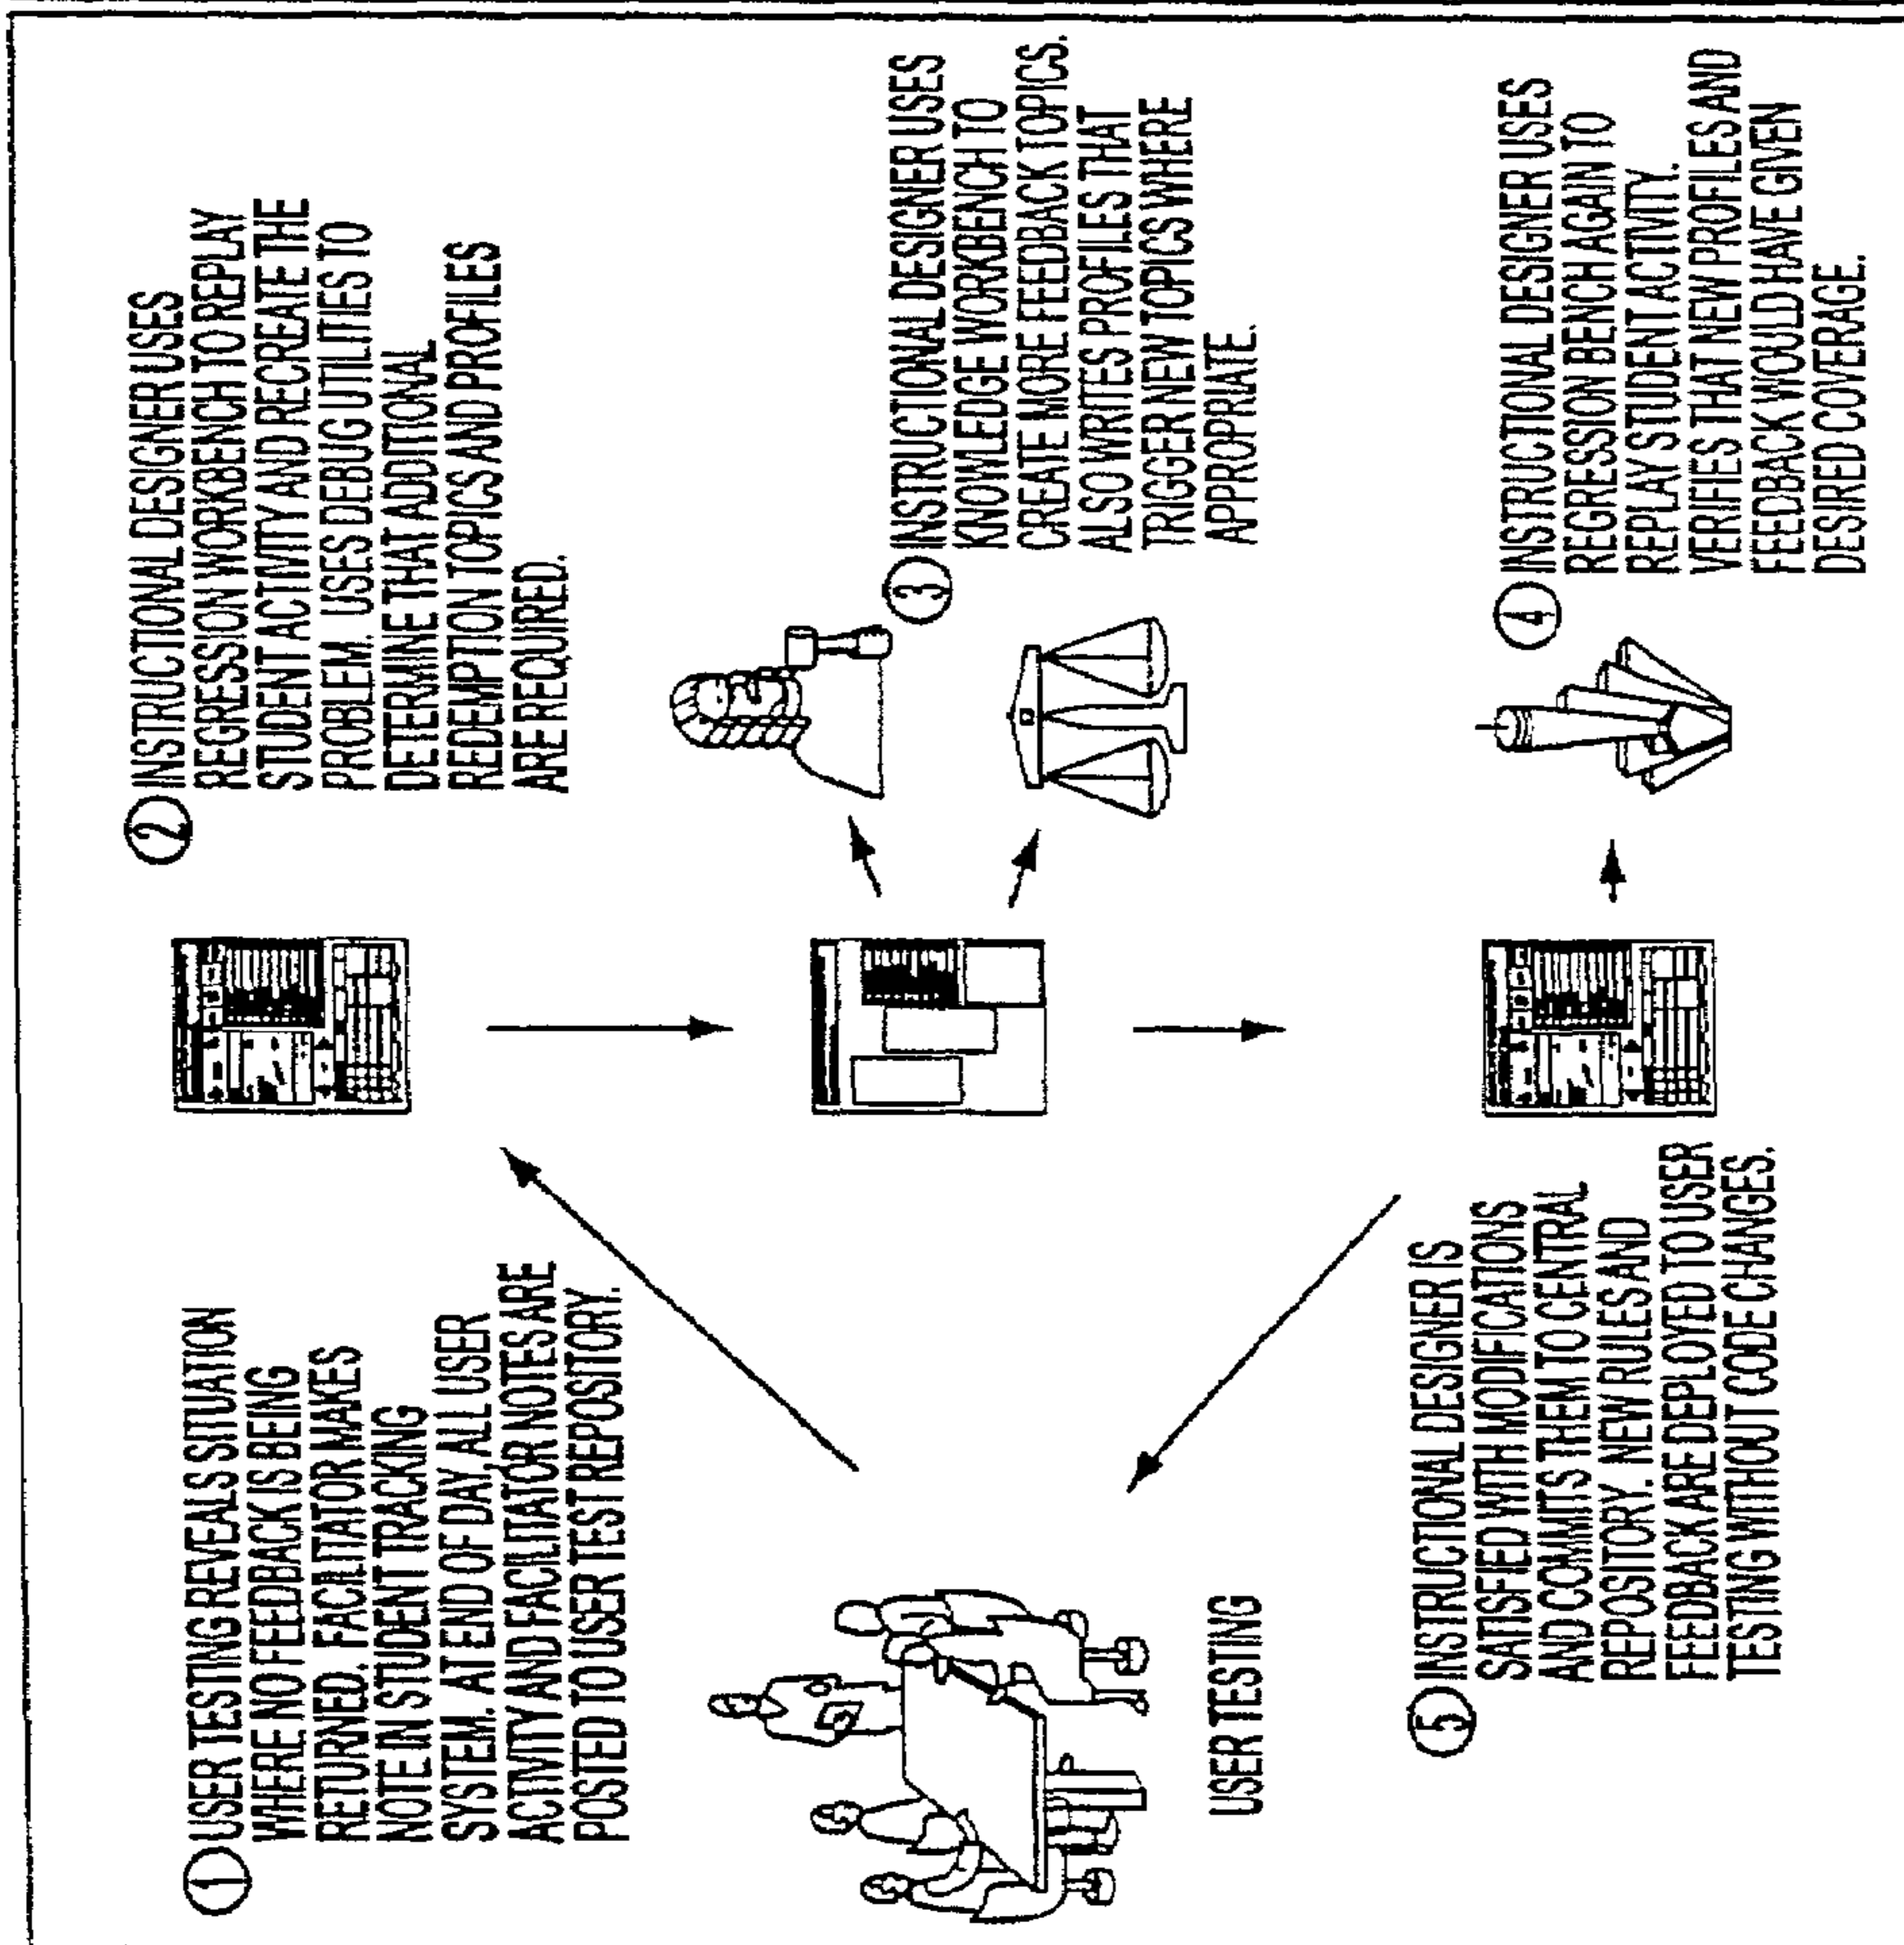 ① USER TESTING REVEALS SITUATION
WHERE NO FEEDBACK IS BEING
RETURNED. FACILITATOR MAKES
NOTE IN STUDENT TRACKING
SYSTEM. AT END OF DAY, ALL USER
ACTIVITY AND FACILITATOR NOTES ARE
POSTED TO USER TEST REPOSITORY.
USER TESTING
② INSTRUCTIONAL DESIGNER USES
REGRESSION WORKBENCH TO REPLAY
STUDENT ACTIVITY AND RECREATE THE
PROBLEM. USES DEBUG UTILITIES TO
DETERMINE THAT ADDITIONAL
REDEMPTION TOPICS AND PROFILES
ARE REQUIRED.
③ INSTRUCTIONAL DESIGNER USES
KNOWLEDGE WORKBENCH TO
CREATE MORE FEEDBACK TOPICS.
ALSO WRITES PROFILES THAT
TRIGGER NEW TOPICS WHERE
APPROPRIATE.
④ INSTRUCTIONAL DESIGNER USES
REGRESSION BENCH AGAIN TO
REPLAY STUDENT ACTIVITY.
VERIFIES THAT NEW PROFILES AND
FEEDBACK WOULD HAVE GIVEN
DESIRED COVERAGE.
⑤ INSTRUCTIONAL DESIGNER IS
SATISFIED WITH MODIFICATIONS
AND COMMITS THEM TO CENTRAL
REPOSITORY. NEW RULES AND
FEEDBACK ARE DEPLOYED TO USER
TESTING WITHOUT CODE CHANGES.